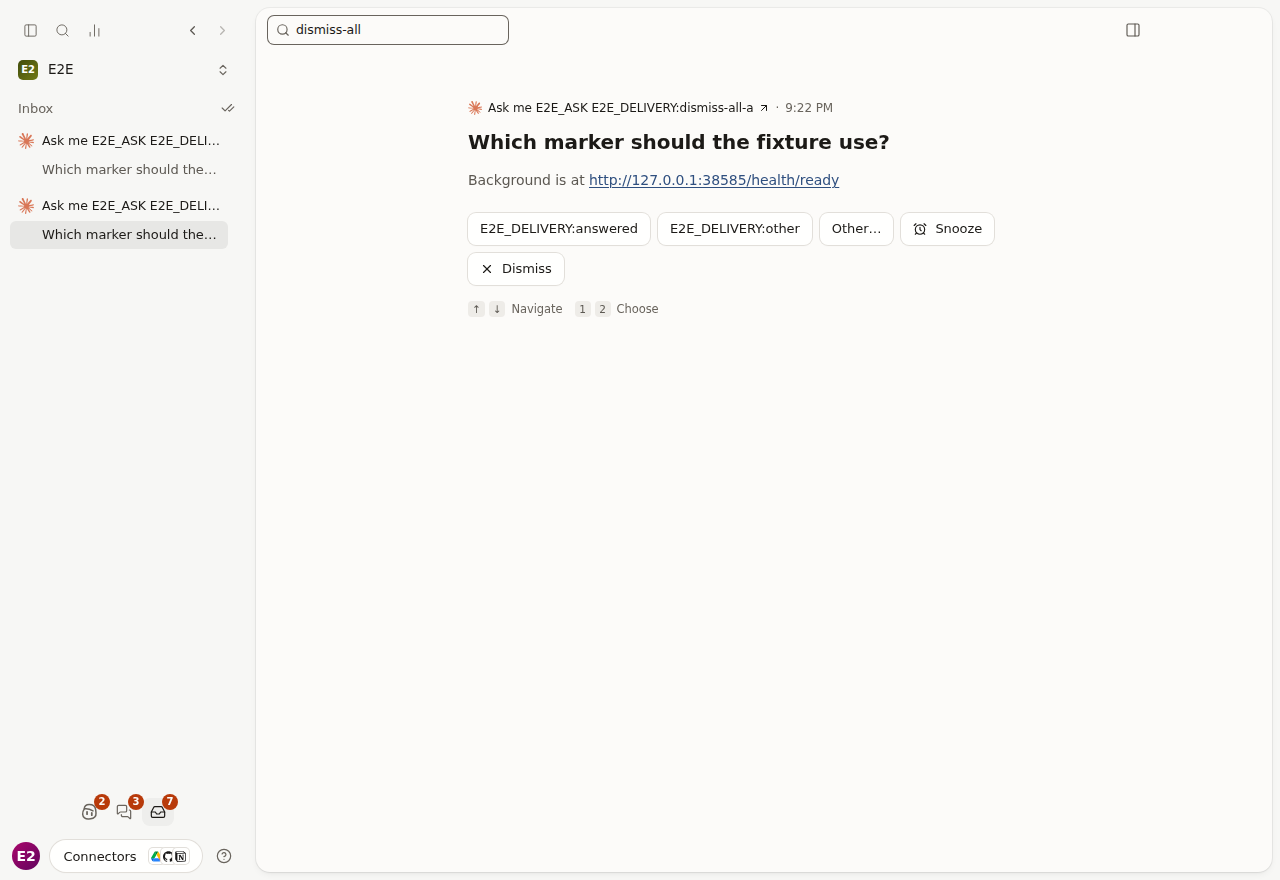 dismiss-all
E2 E2E
Inbox
Ask me E2E_ASK E2E_DELI…
Which marker should the…
Ask me E2E_ASK E2E_DELI…
Which marker should the…
Ask me E2E_ASK E2E_DELIVERY:dismiss-all-a · 9:22 PM
Which marker should the fixture use?
Background is at http://127.0.0.1:38585/health/ready
E2E_DELIVERY:answered E2E_DELIVERY:other Other… Snooze
Dismiss
↑ ↓ Navigate 1 2 Choose
2 3 7
E2 Connectors